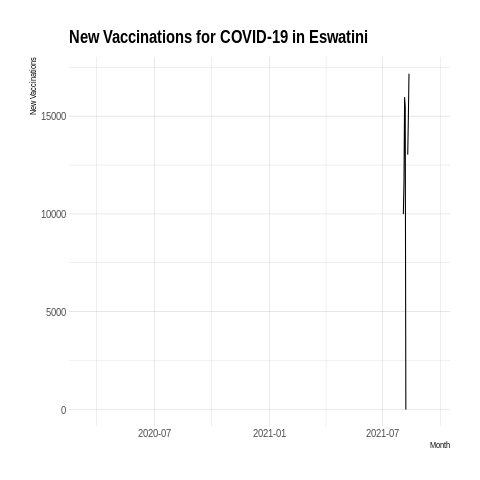 New Vaccinations for COVID-19 in Eswatini
New Vaccinations
15000
10000
5000
0
2020-07
2021-01
2021-07
Month